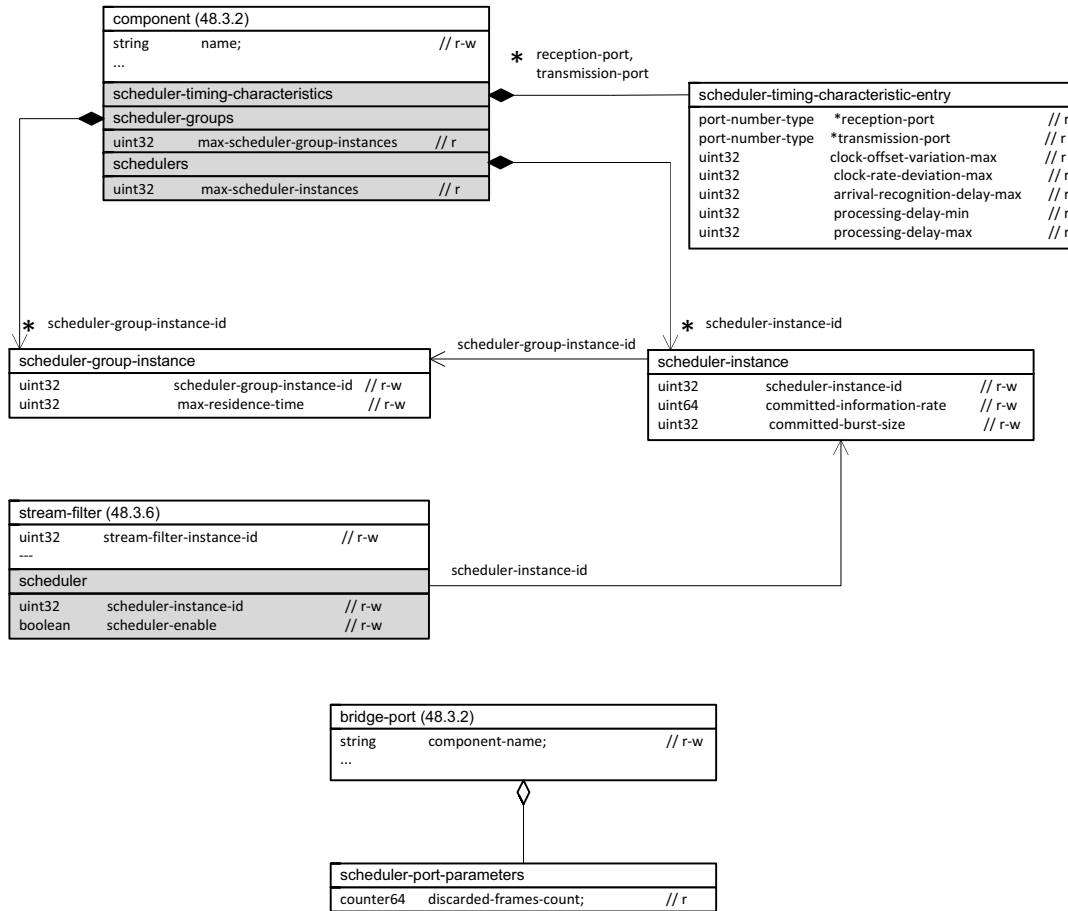 component (48.3.2)
string name; // r-w
...
scheduler-timing-characteristics
scheduler-groups
uint32 max-scheduler-group-instances // r
schedulers
uint32 max-scheduler-instances // r
* reception-port,
transmission-port
scheduler-timing-characteristic-entry
port-number-type *reception-port // r
port-number-type *transmission-port // r
uint32 clock-offset-variation-max // r
uint32 clock-rate-deviation-max // r
uint32 arrival-recognition-delay-max // r
uint32 processing-delay-min // r
uint32 processing-delay-max // r
* scheduler-group-instance-id
* scheduler-instance-id
scheduler-group-instance
uint32 scheduler-group-instance-id // r-w
uint32 max-residence-time // r-w
scheduler-group-instance-id
scheduler-instance
uint32 scheduler-instance-id // r-w
uint64 committed-information-rate // r-w
uint32 committed-burst-size // r-w
stream-filter (48.3.6)
uint32 stream-filter-instance-id // r-w
---
scheduler
uint32 scheduler-instance-id // r-w
boolean scheduler-enable // r-w
scheduler-instance-id
bridge-port (48.3.2)
string component-name; // r-w
...
scheduler-port-parameters
counter64 discarded-frames-count; // r